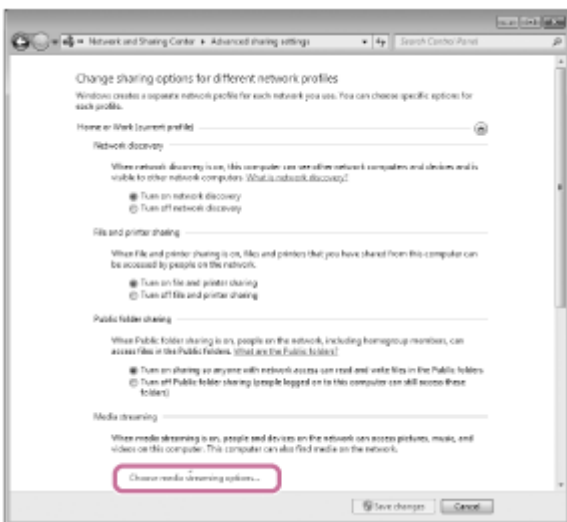 Network and Sharing Center ▸ Advanced sharing settings
Search Control Panel
Change sharing options for different network profiles
Windows creates a separate network profile for each network you use. You can choose specific options for
each profile.
Home or Work (current profile)
Network discovery
When network discovery is on, this computer can see other network computers and devices and is
visible to other network computers. What is network discovery?
Turn on network discovery
Turn off network discovery
File and printer sharing
When file and printer sharing is on, files and printers that you have shared from this computer can
be accessed by people on the network.
Turn on file and printer sharing
Turn off file and printer sharing
Public folder sharing
When Public folder sharing is on, people on the network, including homegroup members, can
access files in the Public folders. What are the Public folders?
Turn on sharing so anyone with network access can read and write files in the Public folders
Turn off Public folder sharing (people logged on to this computer can still access these
folders)
Media streaming
When media streaming is on, people and devices on the network can access pictures, music, and
videos on this computer. This computer can also find media on the network.
Choose media streaming options...
Save changes
Cancel